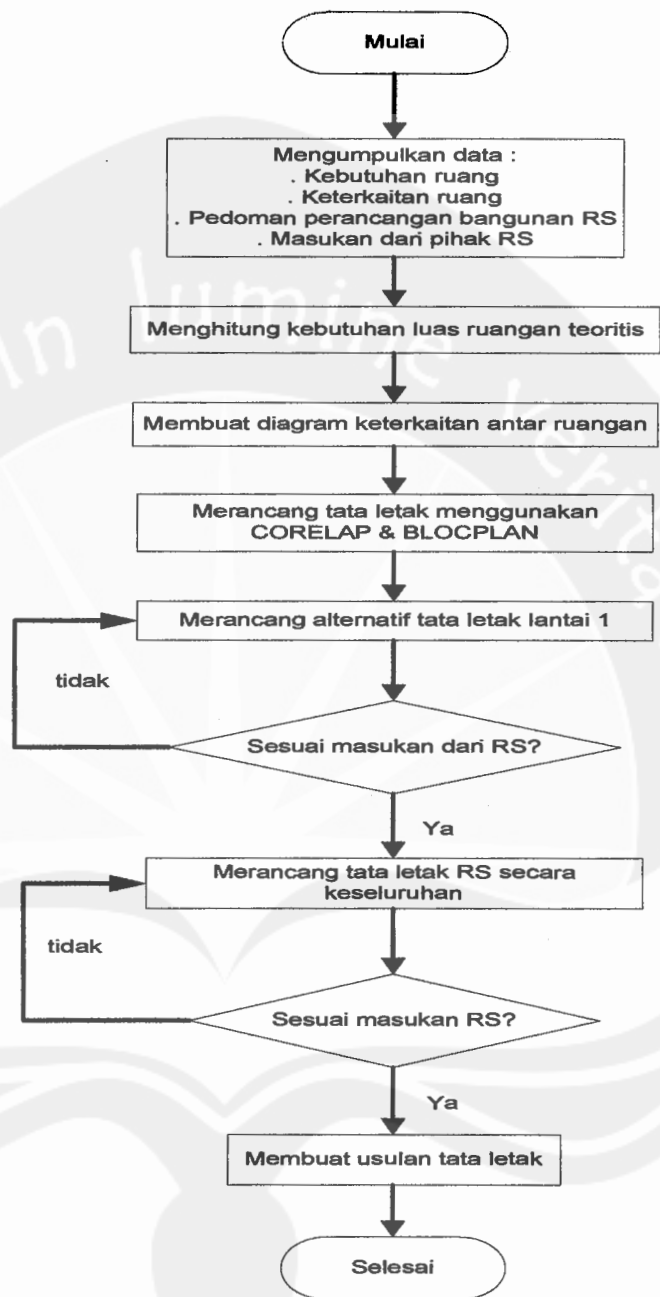 Mulai
Mengumpulkan data :
. Kebutuhan ruang
. Keterkaitan ruang
. Pedoman perancangan bangunan RS
. Masukan dari pihak RS
Menghitung kebutuhan luas ruangan teoritis
Membuat diagram keterkaitan antar ruangan
Merancang tata letak menggunakan
CORELAP & BLOCPLAN
Merancang alternatif tata letak lantai 1
tidak
Sesuai masukan dari RS?
Ya
Merancang tata letak RS secara
keseluruhan
tidak
Sesuai masukan RS?
Ya
Membuat usulan tata letak
Selesai
in lumine verita